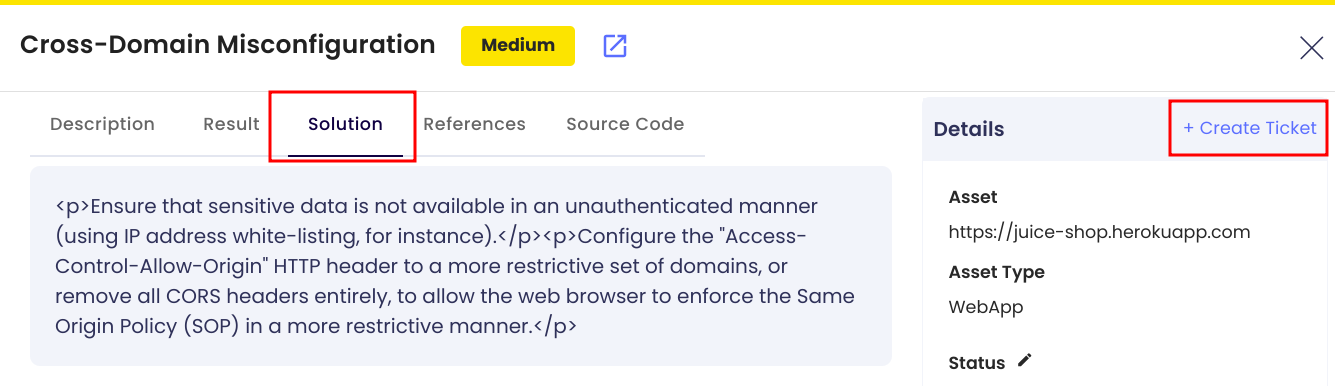 Cross-Domain Misconfiguration Medium
Description Result Solution References Source Code
<p>Ensure that sensitive data is not available in an unauthenticated manner
(using IP address white-listing, for instance).</p><p>Configure the "Access-
Control-Allow-Origin" HTTP header to a more restrictive set of domains, or
remove all CORS headers entirely, to allow the web browser to enforce the Same
Origin Policy (SOP) in a more restrictive manner.</p>
Details + Create Ticket
Asset
https://juice-shop.herokuapp.com
Asset Type
WebApp
Status